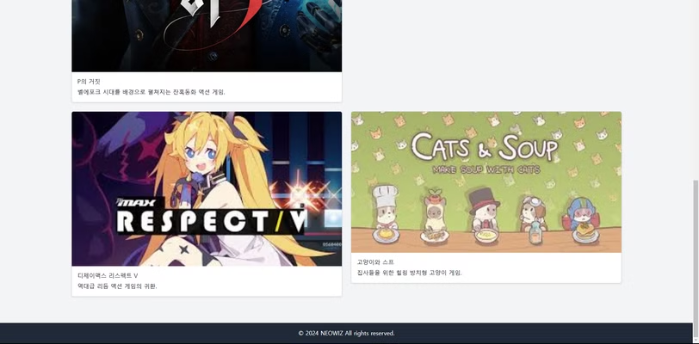 P의 거짓
벨에포크 시대를 배경으로 펼쳐지는 잔혹동화 액션 게임.
MAX
RESPECT/V
디제이맥스 리스펙트 V
역대급 리듬 액션 게임의 귀환.
CATS & SOUP
MAKE SOUP WITH CATS
고양이와 스프
집사들을 위한 힐링 방치형 고양이 게임.
© 2024 NEOWIZ All rights reserved.